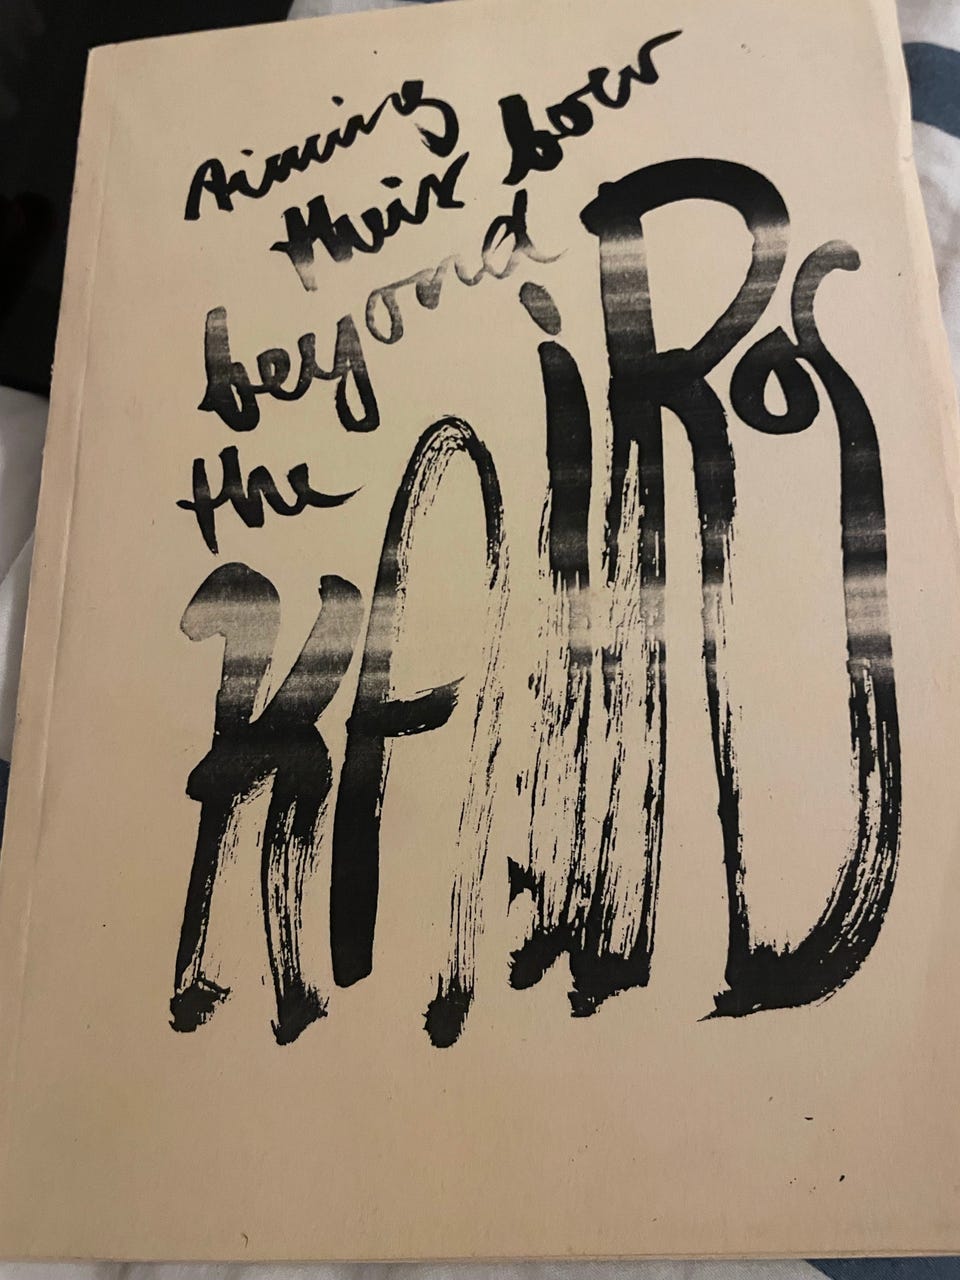 aiming
their bow
beyond
the
KAiRos